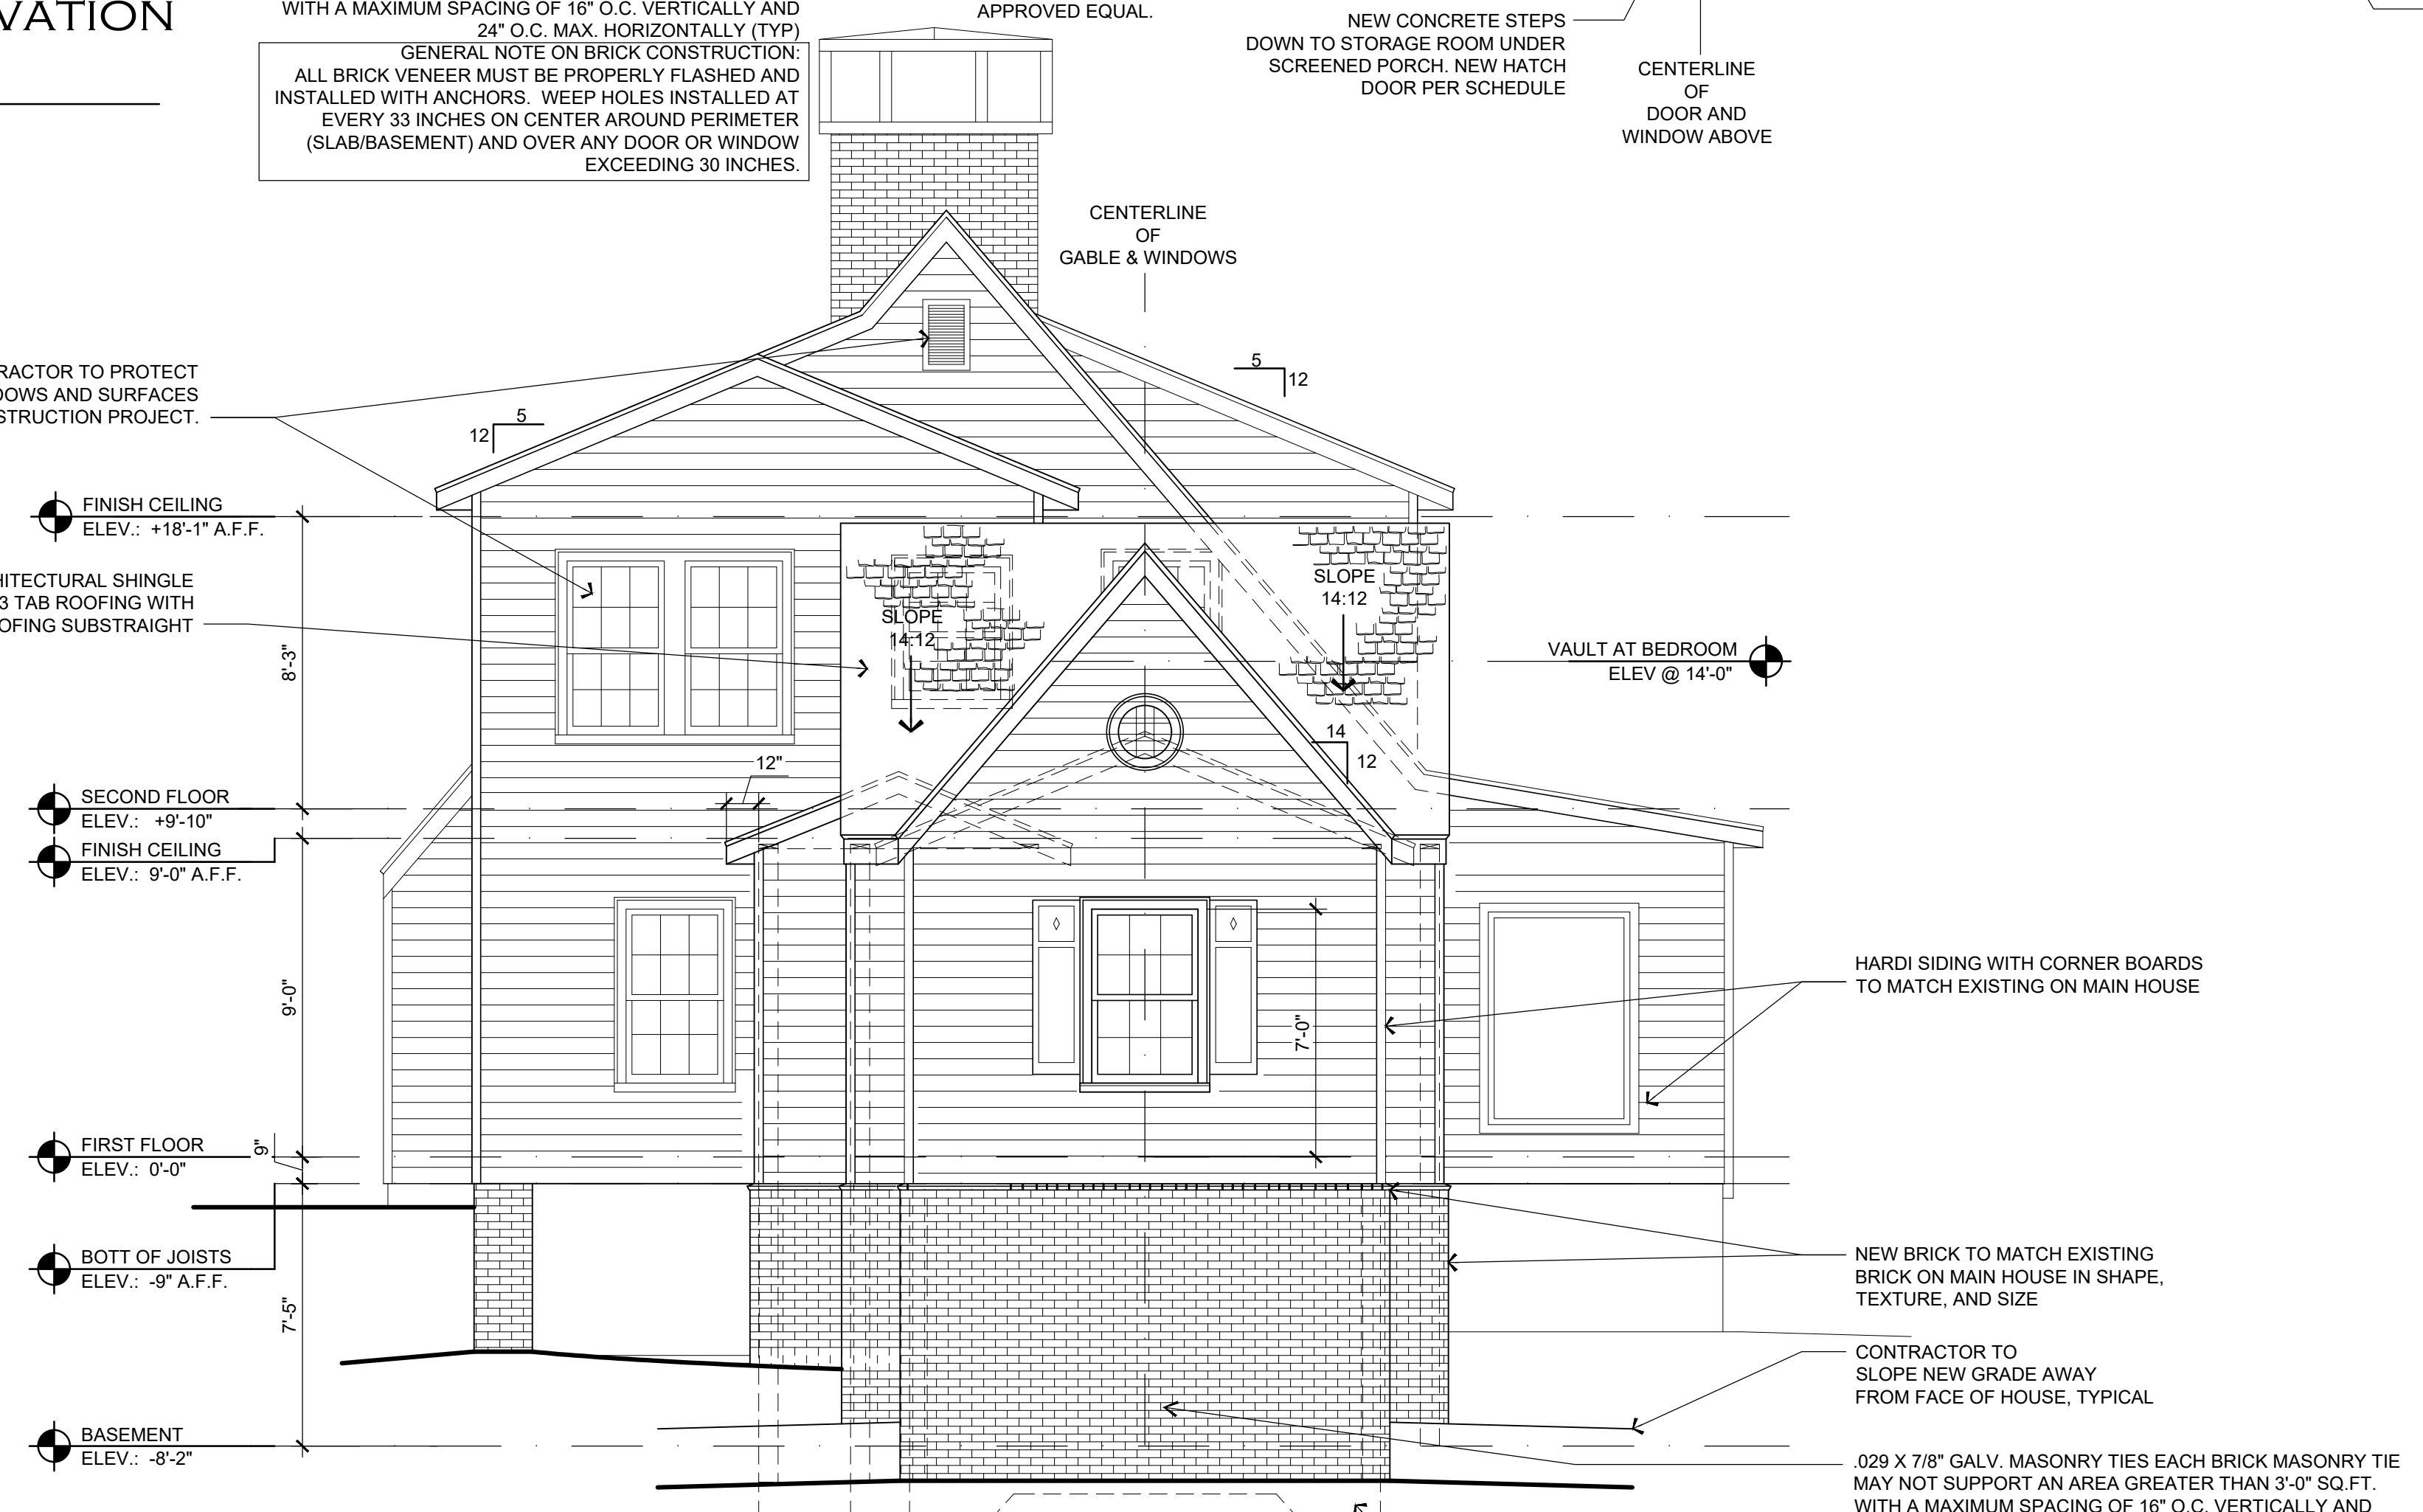 VATION
WITH A MAXIMUM SPACING OF 16" O.C. VERTICALLY AND
24" O.C. MAX. HORIZONTALLY (TYP)
GENERAL NOTE ON BRICK CONSTRUCTION:
ALL BRICK VENEER MUST BE PROPERLY FLASHED AND
INSTALLED WITH ANCHORS. WEEP HOLES INSTALLED AT
EVERY 33 INCHES ON CENTER AROUND PERIMETER
(SLAB/BASEMENT) AND OVER ANY DOOR OR WINDOW
EXCEEDING 30 INCHES.
APPROVED EQUAL.
NEW CONCRETE STEPS
DOWN TO STORAGE ROOM UNDER
SCREENED PORCH. NEW HATCH
DOOR PER SCHEDULE
CENTERLINE
OF
DOOR AND
WINDOW ABOVE
CENTERLINE
OF
GABLE & WINDOWS
RACTOR TO PROTECT
DOWS AND SURFACES
STRUCTION PROJECT.
5
12
5
12
FINISH CEILING
ELEV.: +18'-1" A.F.F.
HITECTURAL SHINGLE
3 TAB ROOFING WITH
OFING SUBSTRAIGHT
8'-3"
SLOPE
14:12
SLOPE
14:12
VAULT AT BEDROOM
ELEV @ 14'-0"
14
12
12"
SECOND FLOOR
ELEV.: +9'-10"
FINISH CEILING
ELEV.: 9'-0" A.F.F.
9'-0"
7'-0"
HARDI SIDING WITH CORNER BOARDS
TO MATCH EXISTING ON MAIN HOUSE
FIRST FLOOR
ELEV.: 0'-0"
9"
BOTT OF JOISTS
ELEV.: -9" A.F.F.
7'-5"
NEW BRICK TO MATCH EXISTING
BRICK ON MAIN HOUSE IN SHAPE,
TEXTURE, AND SIZE
CONTRACTOR TO
SLOPE NEW GRADE AWAY
FROM FACE OF HOUSE, TYPICAL
BASEMENT
ELEV.: -8'-2"
.029 X 7/8" GALV. MASONRY TIES EACH BRICK MASONRY TIE
MAY NOT SUPPORT AN AREA GREATER THAN 3'-0" SQ.FT.
WITH A MAXIMUM SPACING OF 16" O.C. VERTICALLY AND